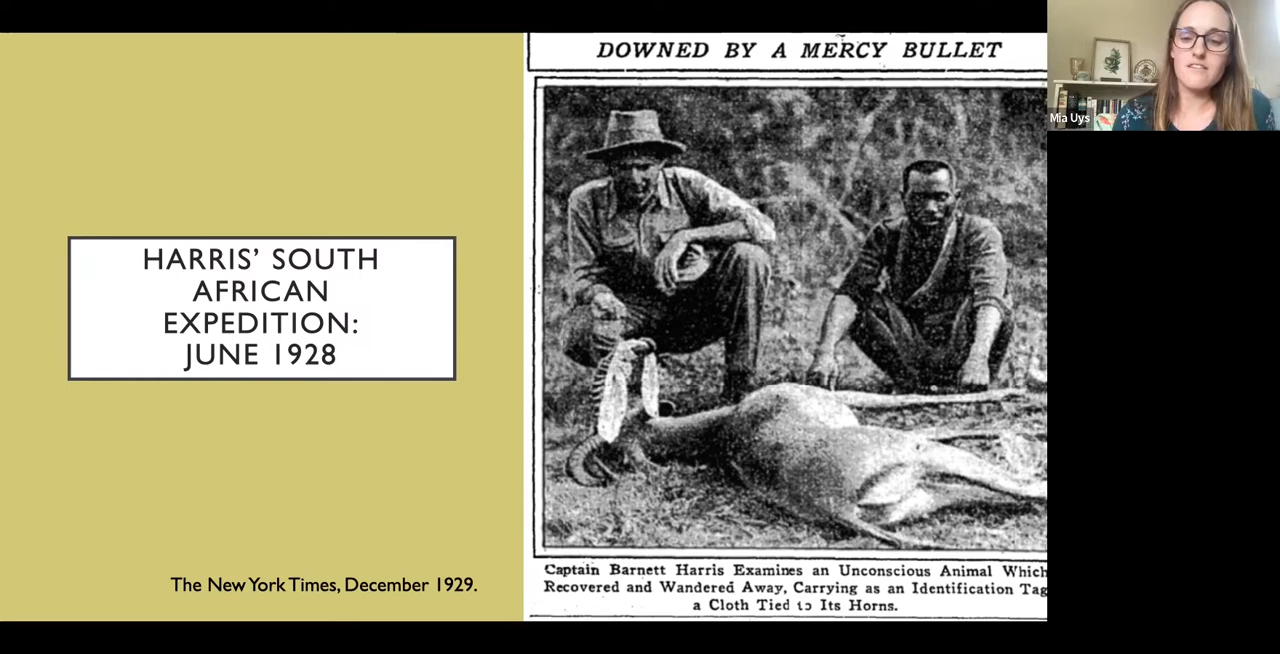 DOWNED BY A MERCY BULLET
Mia Uys
HARRIS' SOUTH
AFRICAN
EXPEDITION:
JUNE 1928
The New York Times, December 1929.
Captain Barnett Harris Examines an Unconscious Animal Which
Recovered and Wandered Away, Carrying as an Identification Tag
a Cloth Tied to Its Horns.